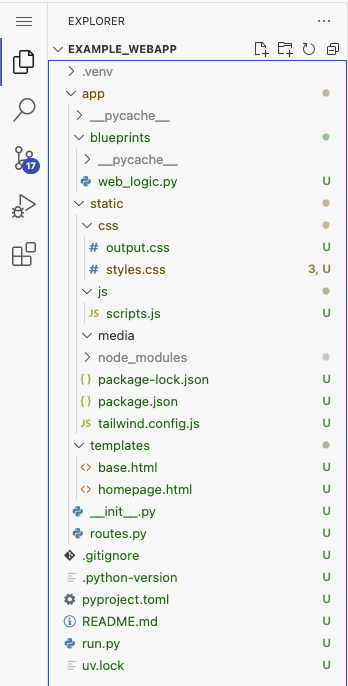 EXPLORER
EXAMPLE_WEBAPP
.venv
app
__pycache__
blueprints
__pycache__
web_logic.py U
static
css
# output.css U
# styles.css 3, U
17
js
JS scripts.js U
media
node_modules
{} package-lock.json U
{} package.json U
JS tailwind.config.js U
templates
<> base.html U
<> homepage.html U
__init__.py U
routes.py U
.gitignore U
.python-version U
pyproject.toml U
README.md U
run.py U
uv.lock U